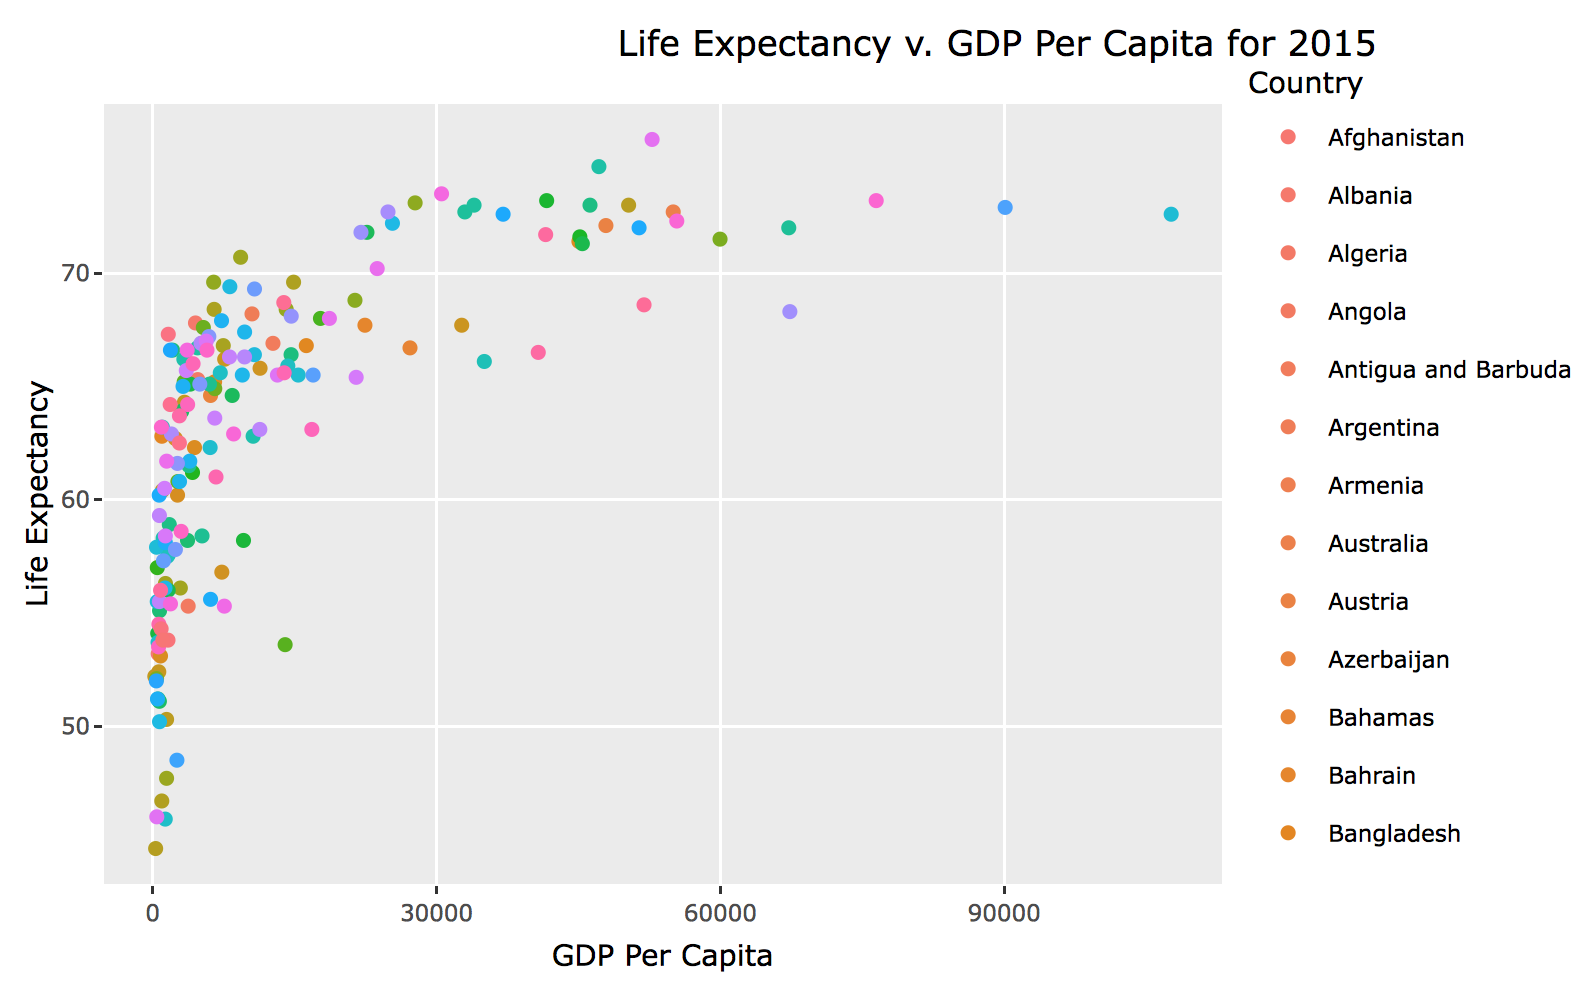 Life Expectancy v. GDP Per Capita for 2015
Country
Afghanistan
Albania
Algeria
Angola
Antigua and Barbuda
Argentina
Armenia
Australia
Austria
Azerbaijan
Bahamas
Bahrain
Bangladesh
Life Expectancy
70
60
50
0
30000
60000
90000
GDP Per Capita